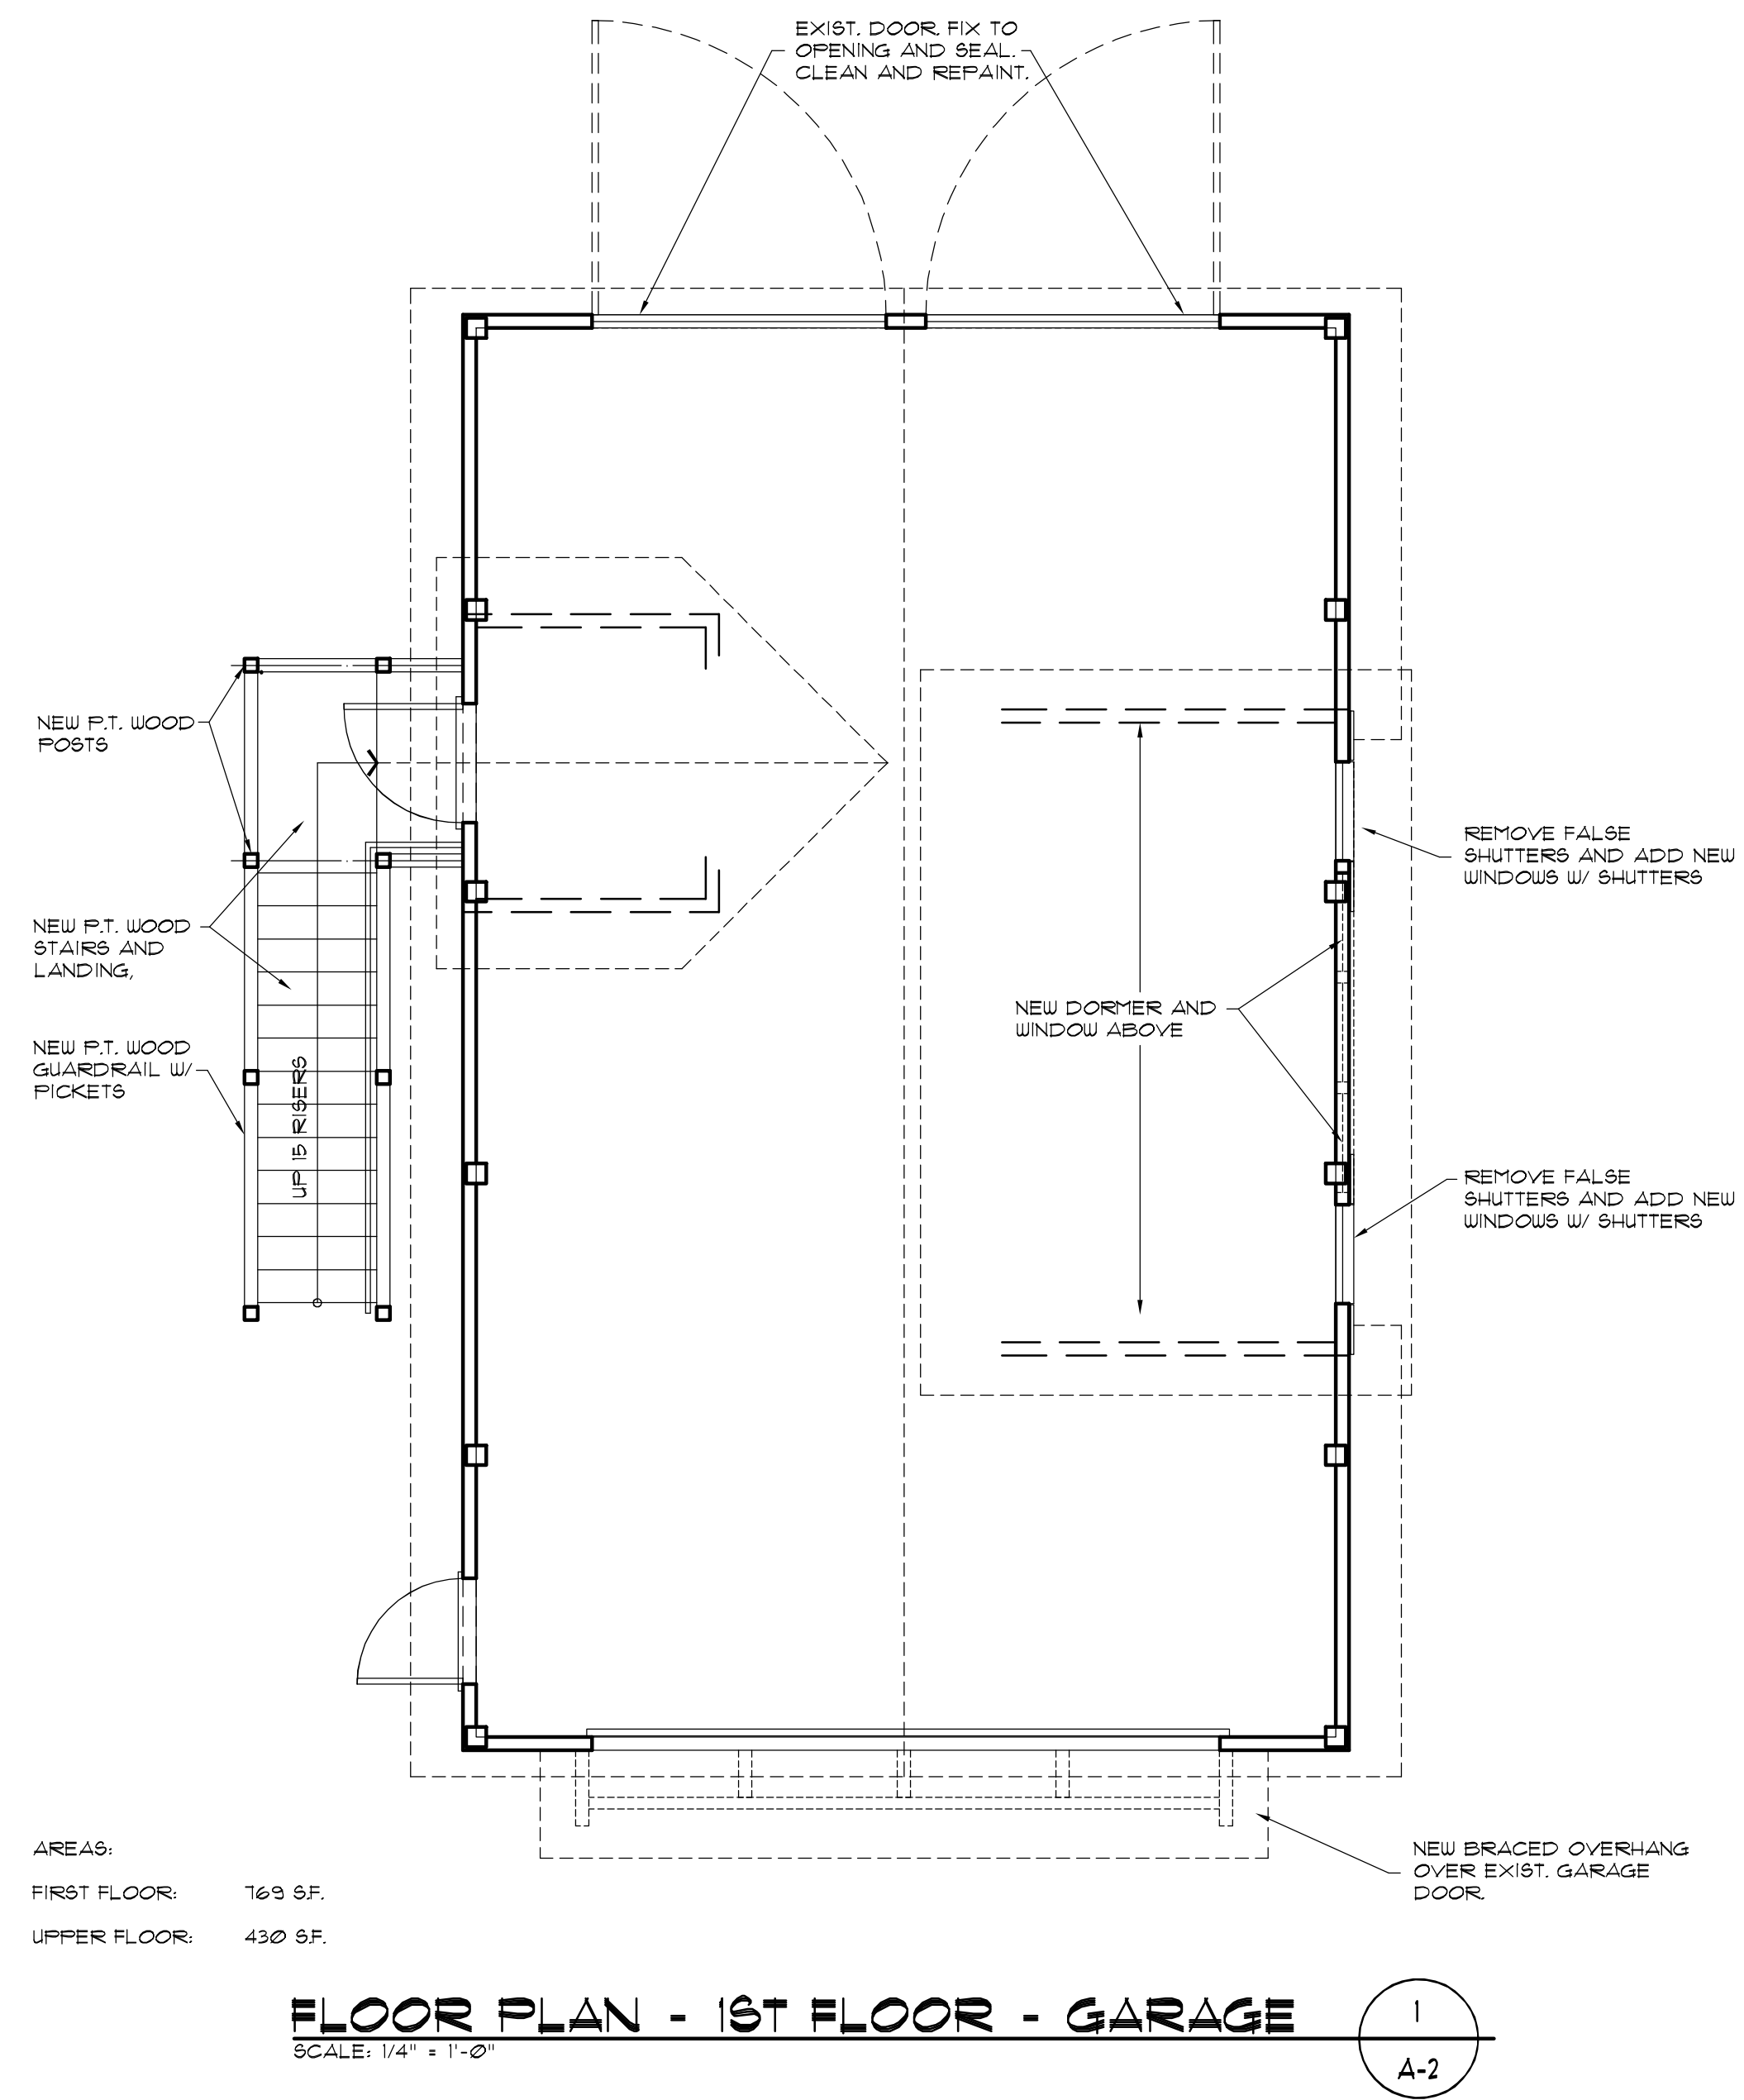 EXIST. DOOR, FIX TO
OPENING AND SEAL.
CLEAN AND REPAINT.
NEW P.T. WOOD
POSTS
REMOVE FALSE
SHUTTERS AND ADD NEW
WINDOWS W/ SHUTTERS
NEW P.T. WOOD
STAIRS AND
LANDING,
NEW DORMER AND
WINDOW ABOVE
NEW P.T. WOOD
GUARDRAIL W/
PICKETS
UP 15 RISERS
REMOVE FALSE
SHUTTERS AND ADD NEW
WINDOWS W/ SHUTTERS
NEW BRACED OVERHANG
OVER EXIST. GARAGE
DOOR.
AREAS:
FIRST FLOOR: 769 S.F.
UPPER FLOOR: 430 S.F.
FLOOR PLAN - 1ST FLOOR - GARAGE
SCALE: 1/4" = 1'-0"
1
A-2